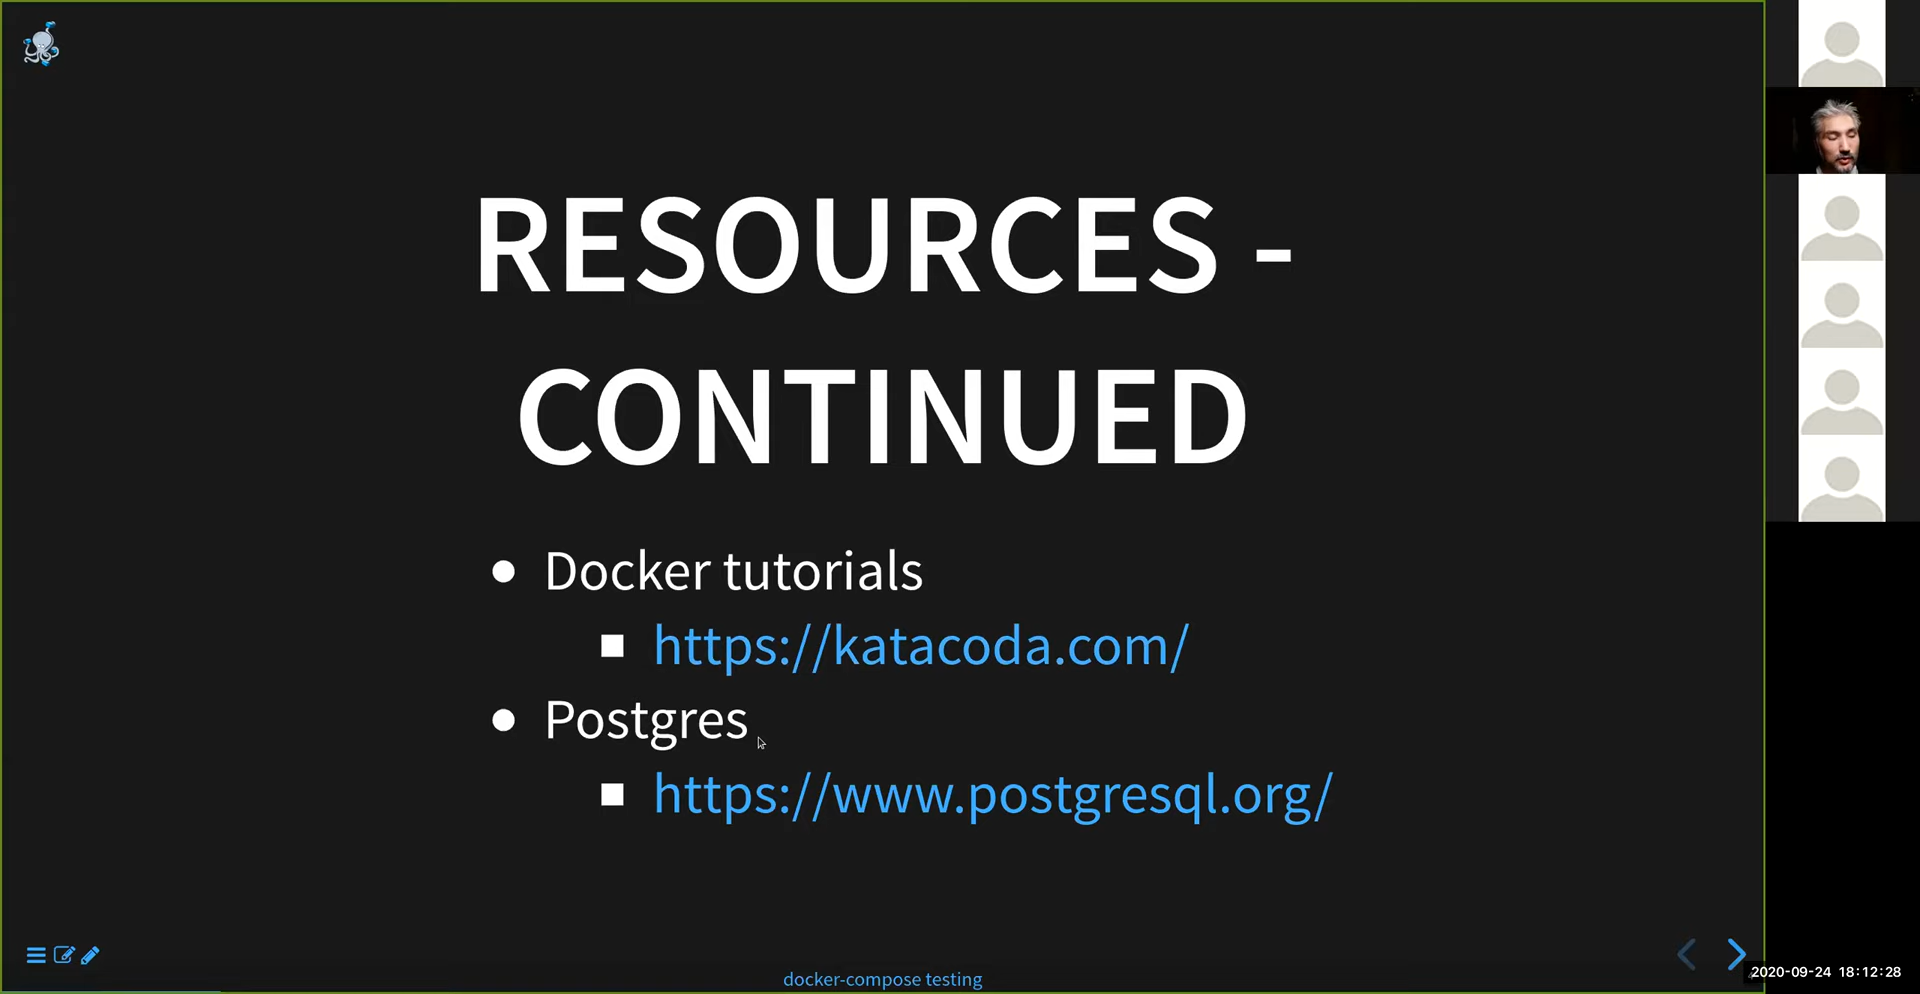 RESOURCES -
CONTINUED
Docker tutorials
https://katacoda.com/
Postgres
https://www.postgresql.org/
docker-compose testing
2020-09-24 18:12:28